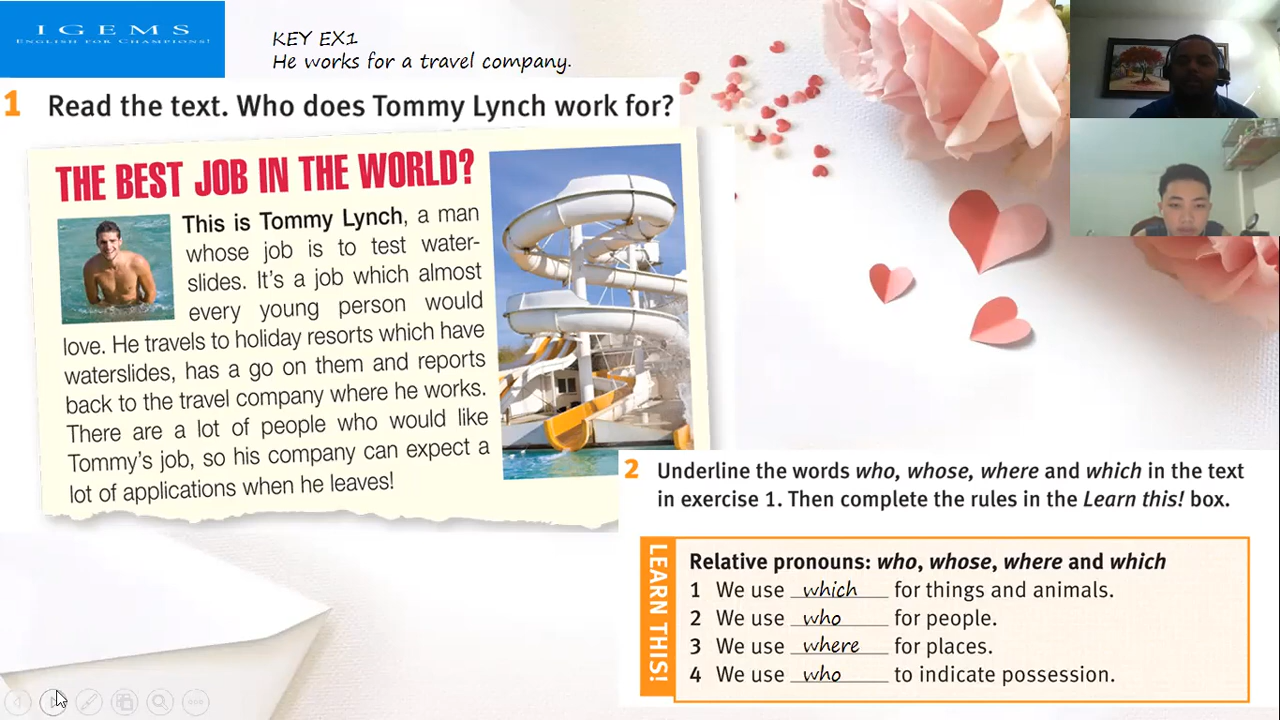 IGEMS
ENGLISH FOR CHAMPIONS!
KEY EX1
He works for a travel company.
1 Read the text. Who does Tommy Lynch work for?
THE BEST JOB IN THE WORLD?
This is Tommy Lynch, a man
whose job is to test water-
slides. It's a job which almost
every young person would
love. He travels to holiday resorts which have
waterslides, has a go on them and reports
back to the travel company where he works.
There are a lot of people who would like
Tommy's job, so his company can expect a
lot of applications when he leaves!
2 Underline the words who, whose, where and which in the text
in exercise 1. Then complete the rules in the Learn this! box.
LEARN THIS!
Relative pronouns: who, whose, where and which
1 We use which for things and animals.
2 We use who for people.
3 We use where for places.
4 We use who to indicate possession.